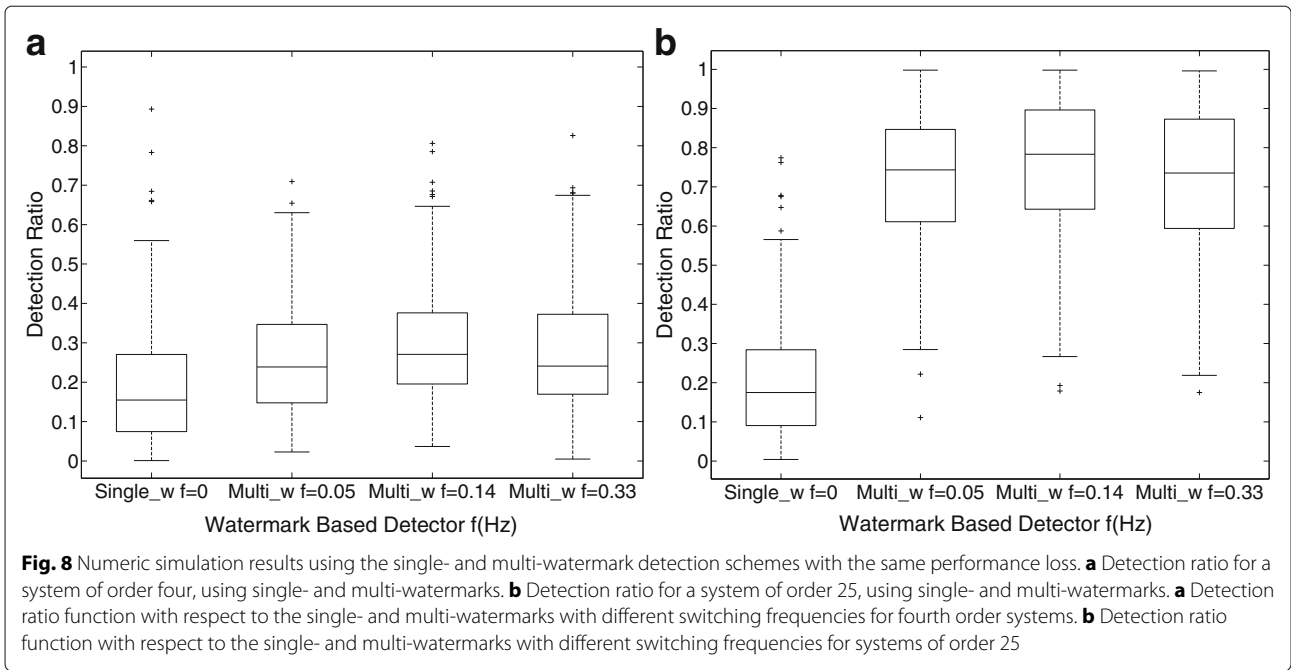 a
1
0.9
0.8
0.7
0.6
0.5
0.4
0.3
0.2
0.1
0
Detection Ratio
Single_w f=0 Multi_w f=0.05 Multi_w f=0.14 Multi_w f=0.33
Watermark Based Detector f(Hz)
b
1
0.9
0.8
0.7
0.6
0.5
0.4
0.3
0.2
0.1
0
Detection Ratio
Single_w f=0 Multi_w f=0.05 Multi_w f=0.14 Multi_w f=0.33
Watermark Based Detector f(Hz)
Fig. 8 Numeric simulation results using the single- and multi-watermark detection schemes with the same performance loss. a Detection ratio for a
system of order four, using single- and multi-watermarks. b Detection ratio for a system of order 25, using single- and multi-watermarks. a Detection
ratio function with respect to the single- and multi-watermarks with different switching frequencies for fourth order systems. b Detection ratio
function with respect to the single- and multi-watermarks with different switching frequencies for systems of order 25